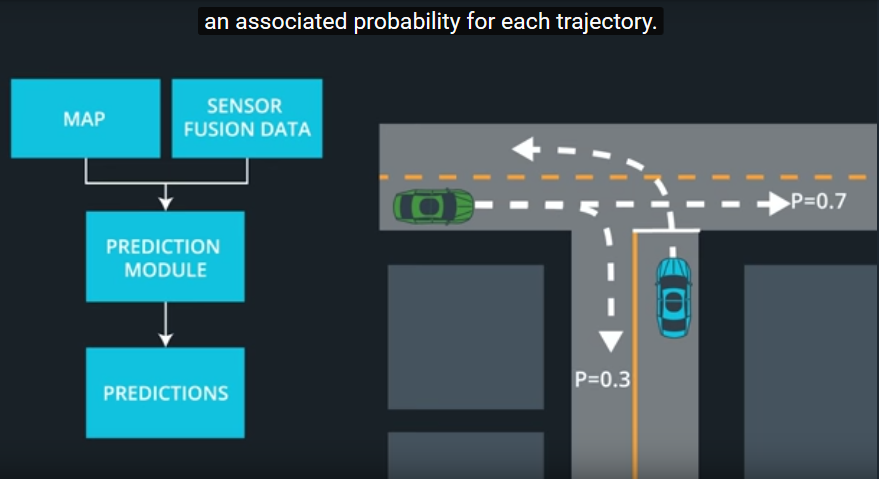 an associated probability for each trajectory.
MAP
SENSOR
FUSION DATA
PREDICTION
MODULE
PREDICTIONS
P=0.7
P=0.3